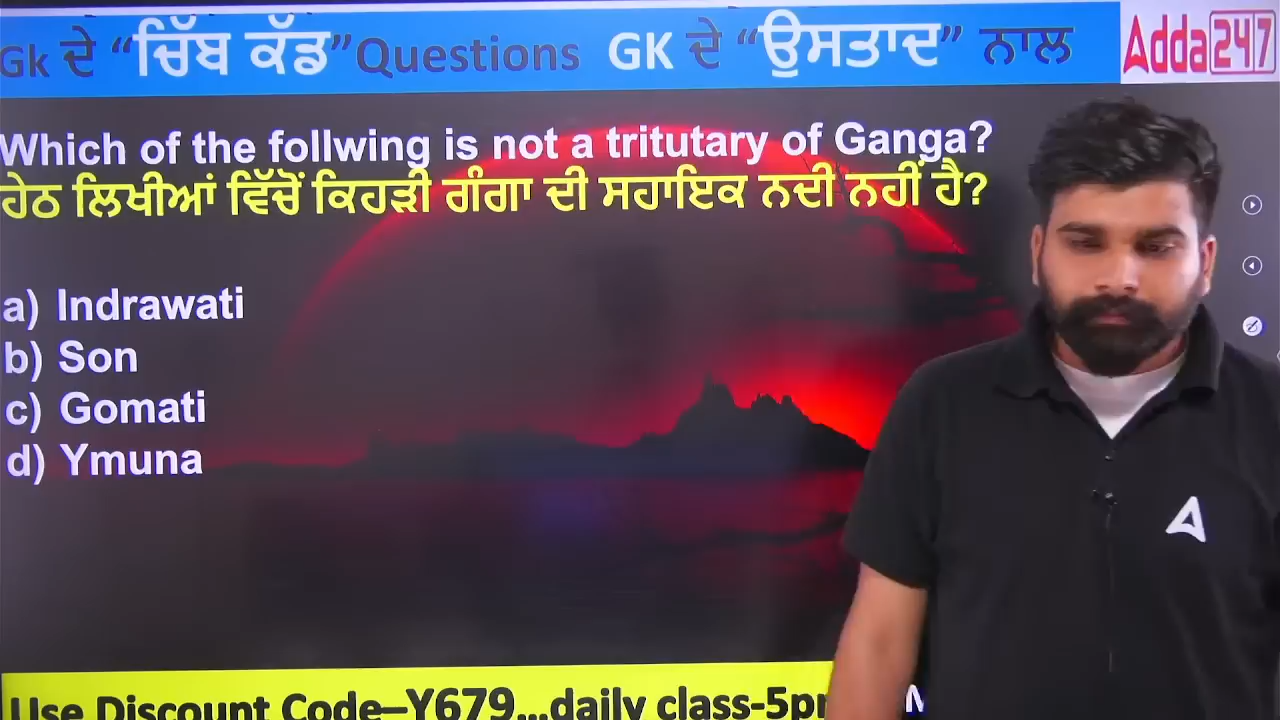 Gk ਦੇ “ਚਿੱਬ ਕੱਡ”Questions GK ਦੇ “ਉਸਤਾਦ” ਨਾਲ
Adda247
Which of the follwing is not a tritutary of Ganga?
ਹੇਠ ਲਿਖੀਆਂ ਵਿੱਚੋਂ ਕਿਹੜੀ ਗੰਗਾ ਦੀ ਸਹਾਇਕ ਨਦੀ ਨਹੀਂ ਹੈ?
a) Indrawati
b) Son
c) Gomati
d) Ymuna
Use Discount Code–Y679...daily class-5p